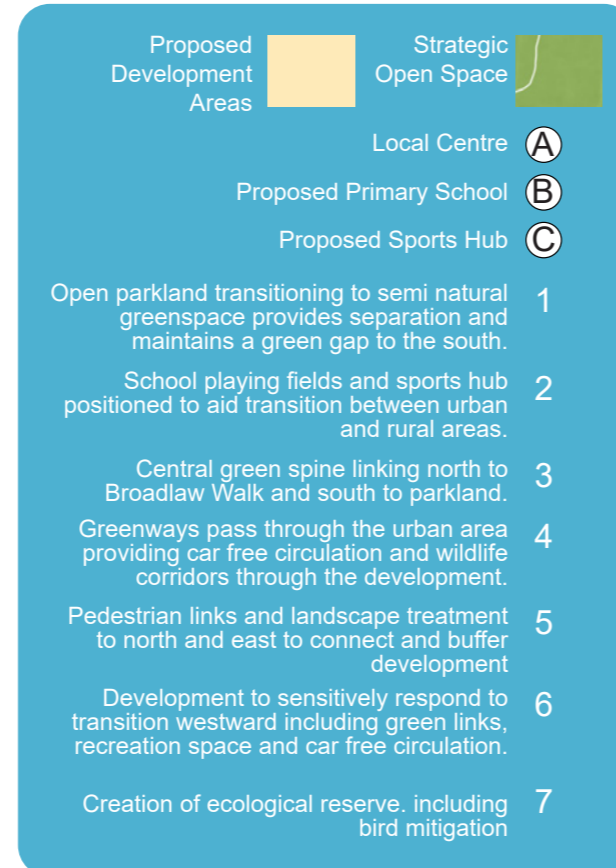 Proposed
Development
Areas
Strategic
Open Space
Local Centre A
Proposed Primary School B
Proposed Sports Hub C
Open parkland transitioning to semi natural 1
greenspace provides separation and
maintains a green gap to the south.
School playing fields and sports hub 2
positioned to aid transition between urban
and rural areas.
Central green spine linking north to 3
Broadlaw Walk and south to parkland.
Greenways pass through the urban area 4
providing car free circulation and wildlife
corridors through the development.
Pedestrian links and landscape treatment 5
to north and east to connect and buffer
development
Development to sensitively respond to 6
transition westward including green links,
recreation space and car free circulation.
Creation of ecological reserve. including 7
bird mitigation